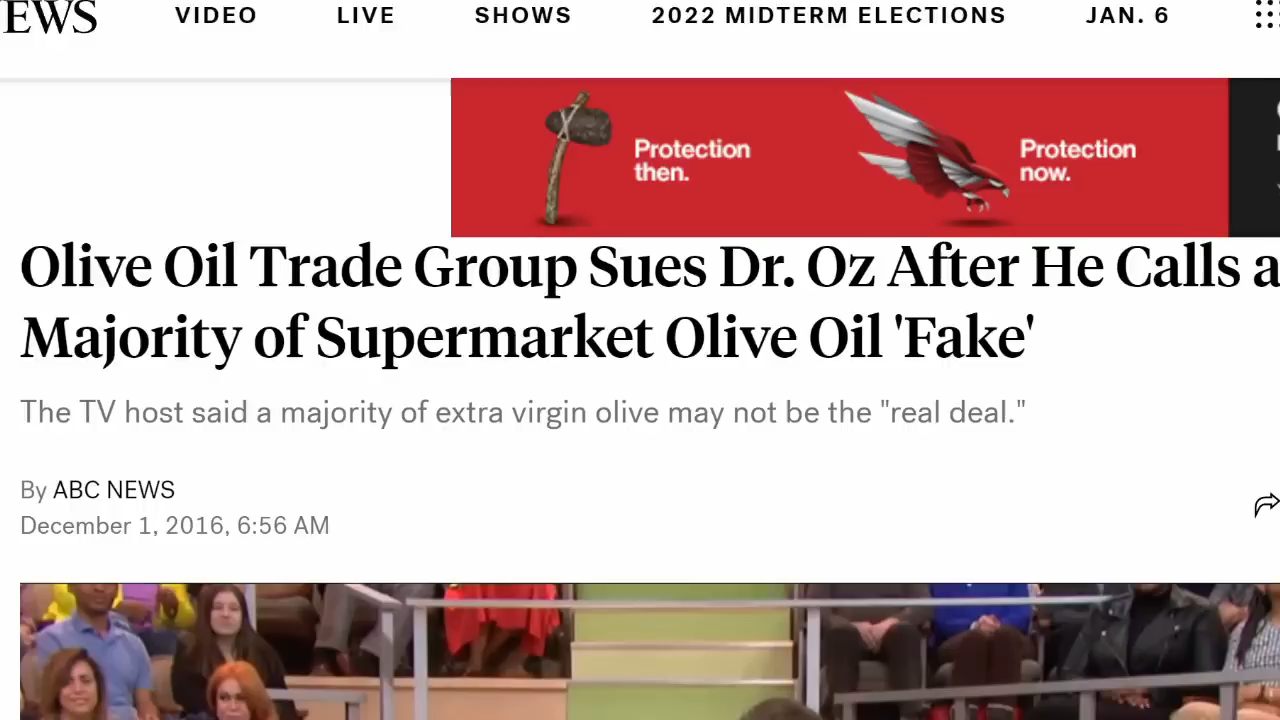 EWS VIDEO LIVE SHOWS 2022 MIDTERM ELECTIONS JAN. 6
Protection
then.
Protection
now.
Olive Oil Trade Group Sues Dr. Oz After He Calls a
Majority of Supermarket Olive Oil 'Fake'
The TV host said a majority of extra virgin olive may not be the "real deal."
By ABC NEWS
December 1, 2016, 6:56 AM